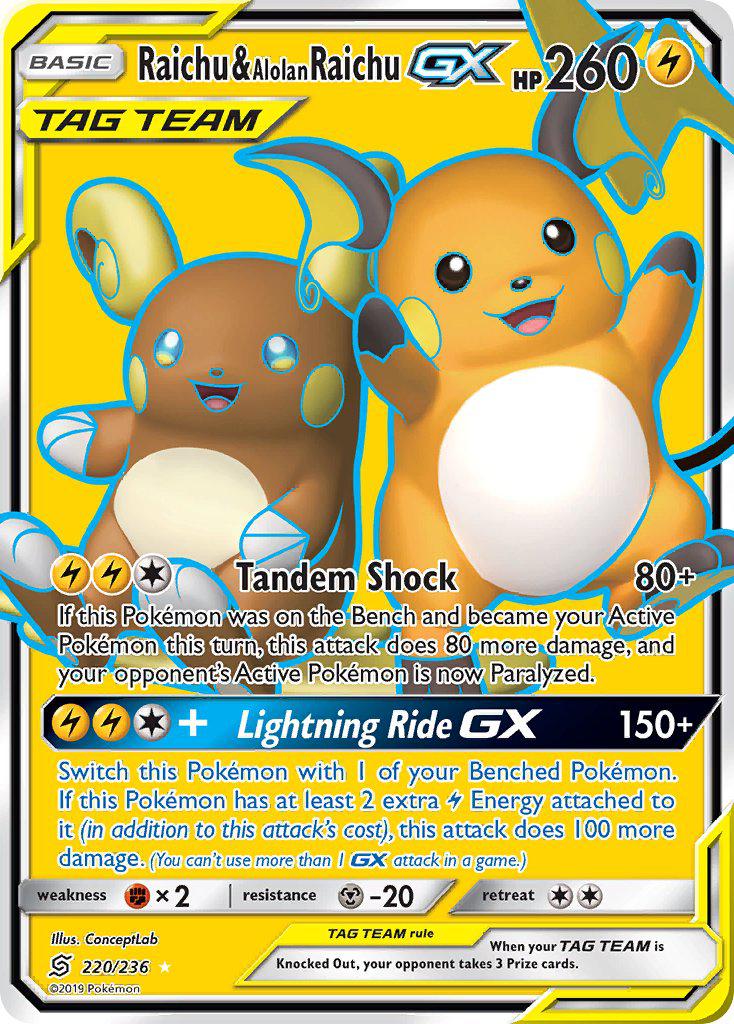 BASIC Raichu & Alolan Raichu GX HP 260
TAG TEAM
Tandem Shock 80+
If this Pokémon was on the Bench and became your Active
Pokémon this turn, this attack does 80 more damage, and
your opponent's Active Pokémon is now Paralyzed.
+ Lightning Ride GX 150+
Switch this Pokémon with 1 of your Benched Pokémon.
If this Pokémon has at least 2 extra Energy attached to
it (in addition to this attack's cost), this attack does 100 more
damage. (You can't use more than 1 GX attack in a game.)
weakness × 2 resistance -20 retreat
Illus. ConceptLab
220/236
©2019 Pokémon
TAG TEAM rule
When your TAG TEAM is
Knocked Out, your opponent takes 3 Prize cards.